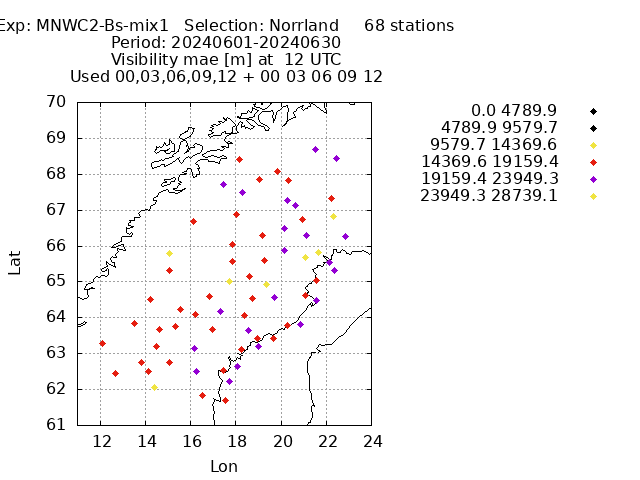 Exp: MNWC2-Bs-mix1   Selection: Norrland     68 stations
Period: 20240601-20240630
Visibility mae [m] at  12 UTC
Used 00,03,06,09,12 + 00 03 06 09 12
0.0 4789.9
4789.9 9579.7
9579.7 14369.6
14369.6 19159.4
19159.4 23949.3
23949.3 28739.1
70
69
68
67
66
65
64
63
62
61
Lat
12 14 16 18 20 22 24
Lon